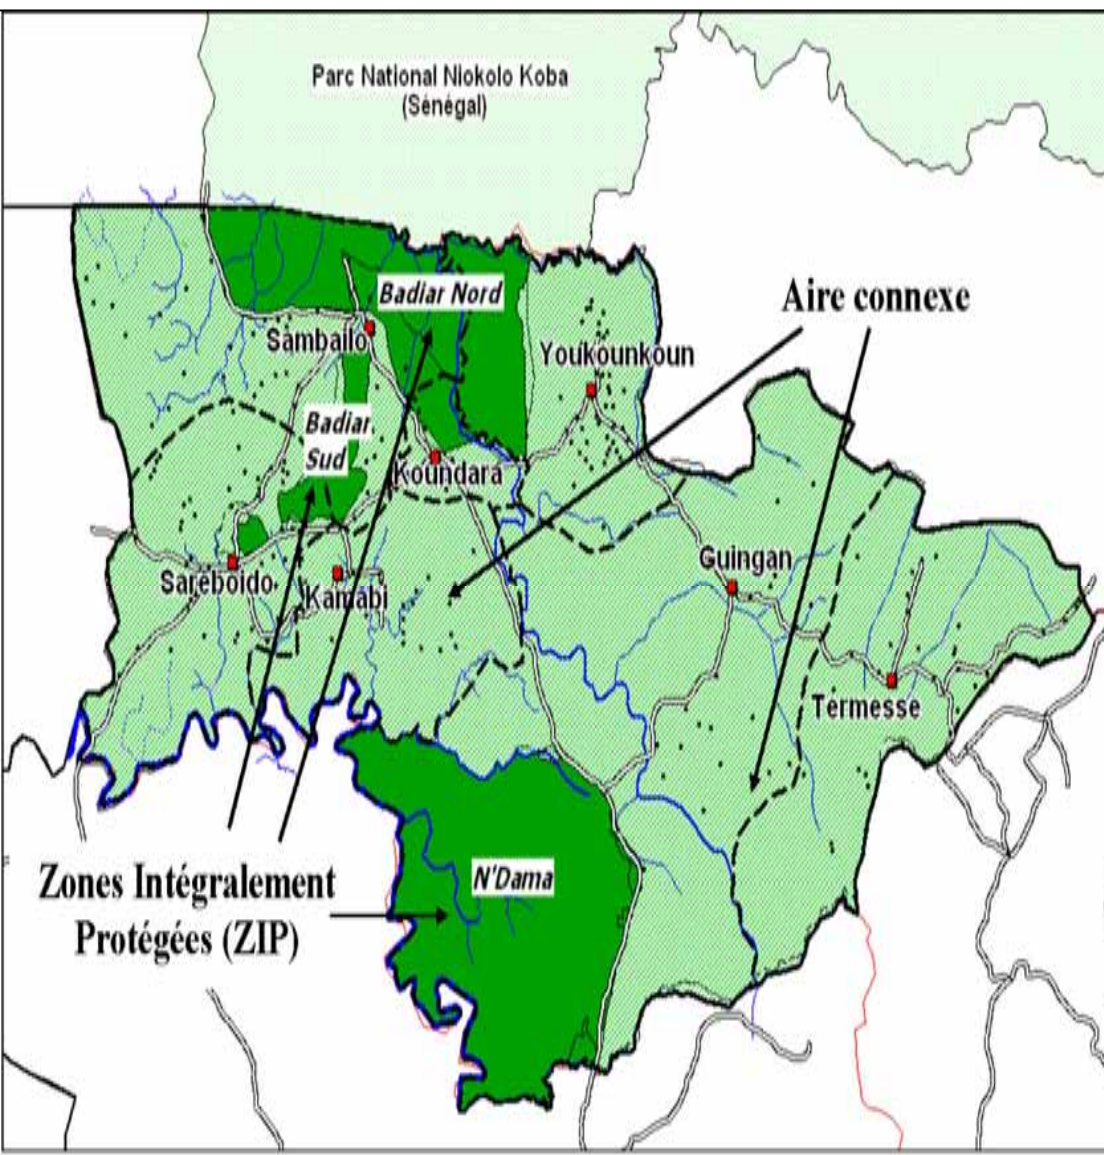 Parc National Niokolo Koba
(Sénégal)
Badiar Nord
Aire connexe
Sambailo
Youkounkoun
Badiar
Sud
Koundara
Guingan
Saréboido
Kamabi
Termesse
N'Dama
Zones Intégralement
Protégées (ZIP)